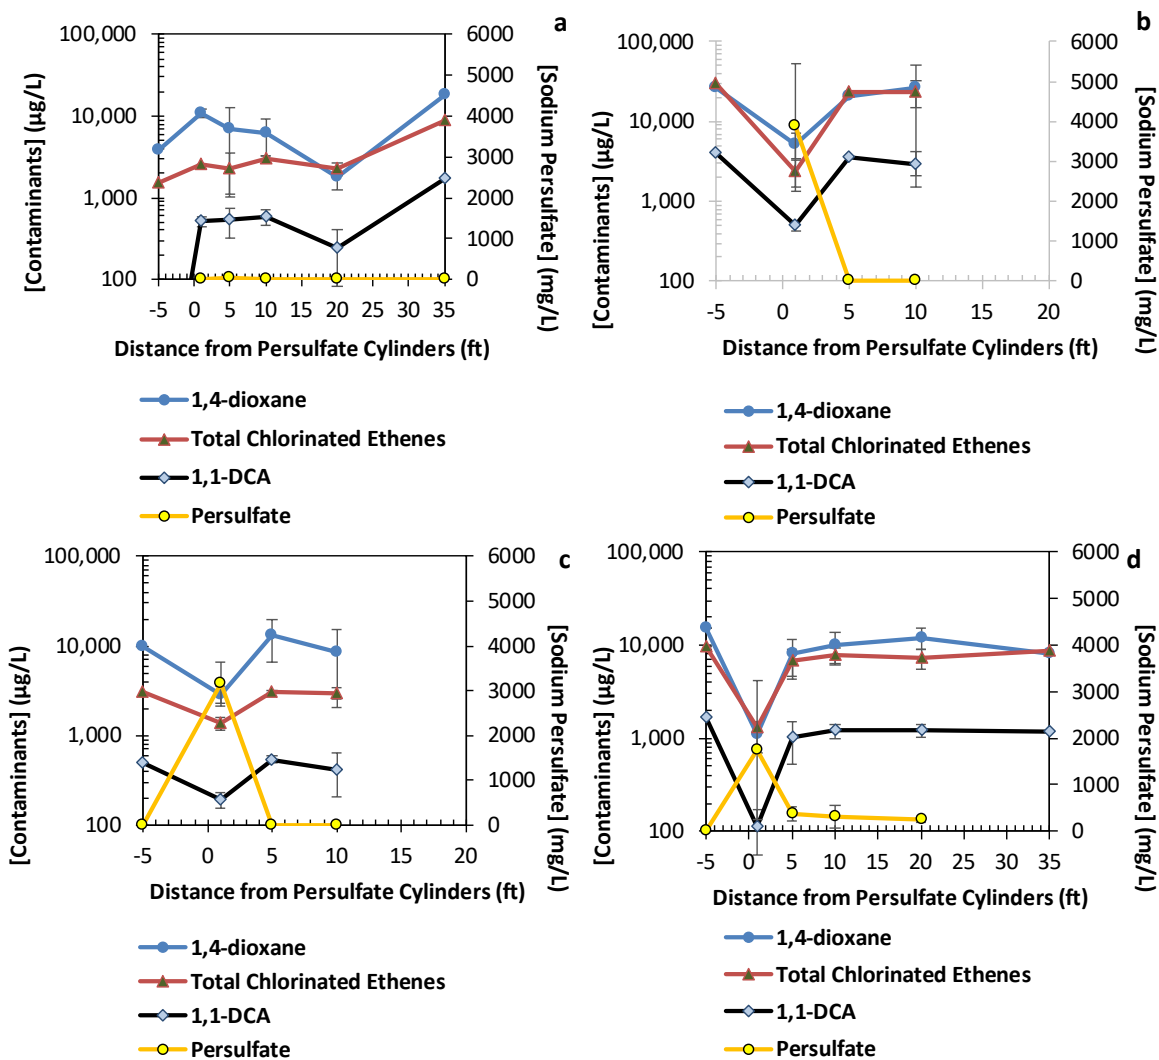 a
100,000
10,000
1,000
100
[Contaminants] (µg/L)
6000
5000
4000
3000
2000
1000
0
[Sodium Persulfate] (mg/L)
-5 0 5 10 15 20 25 30 35
Distance from Persulfate Cylinders (ft)
1,4-dioxane
Total Chlorinated Ethenes
1,1-DCA
Persulfate
b
100,000
10,000
1,000
100
[Contaminants] (µg/L)
6000
5000
4000
3000
2000
1000
0
[Sodium Persulfate] (mg/L)
-5 0 5 10 15 20
Distance from Persulfate Cylinders (ft)
1,4-dioxane
Total Chlorinated Ethenes
1,1-DCA
Persulfate
c
100,000
10,000
1,000
100
[Contaminants] (µg/L)
6000
5000
4000
3000
2000
1000
0
[Sodium Persulfate] (mg/L)
-5 0 5 10 15 20
Distance from Persulfate Cylinders (ft)
1,4-dioxane
Total Chlorinated Ethenes
1,1-DCA
Persulfate
d
100,000
10,000
1,000
100
[Contaminants] (µg/L)
6000
5000
4000
3000
2000
1000
0
[Sodium Persulfate] (mg/L)
-5 0 5 10 15 20 25 30 35
Distance from Persulfate Cylinders (ft)
1,4-dioxane
Total Chlorinated Ethenes
1,1-DCA
Persulfate